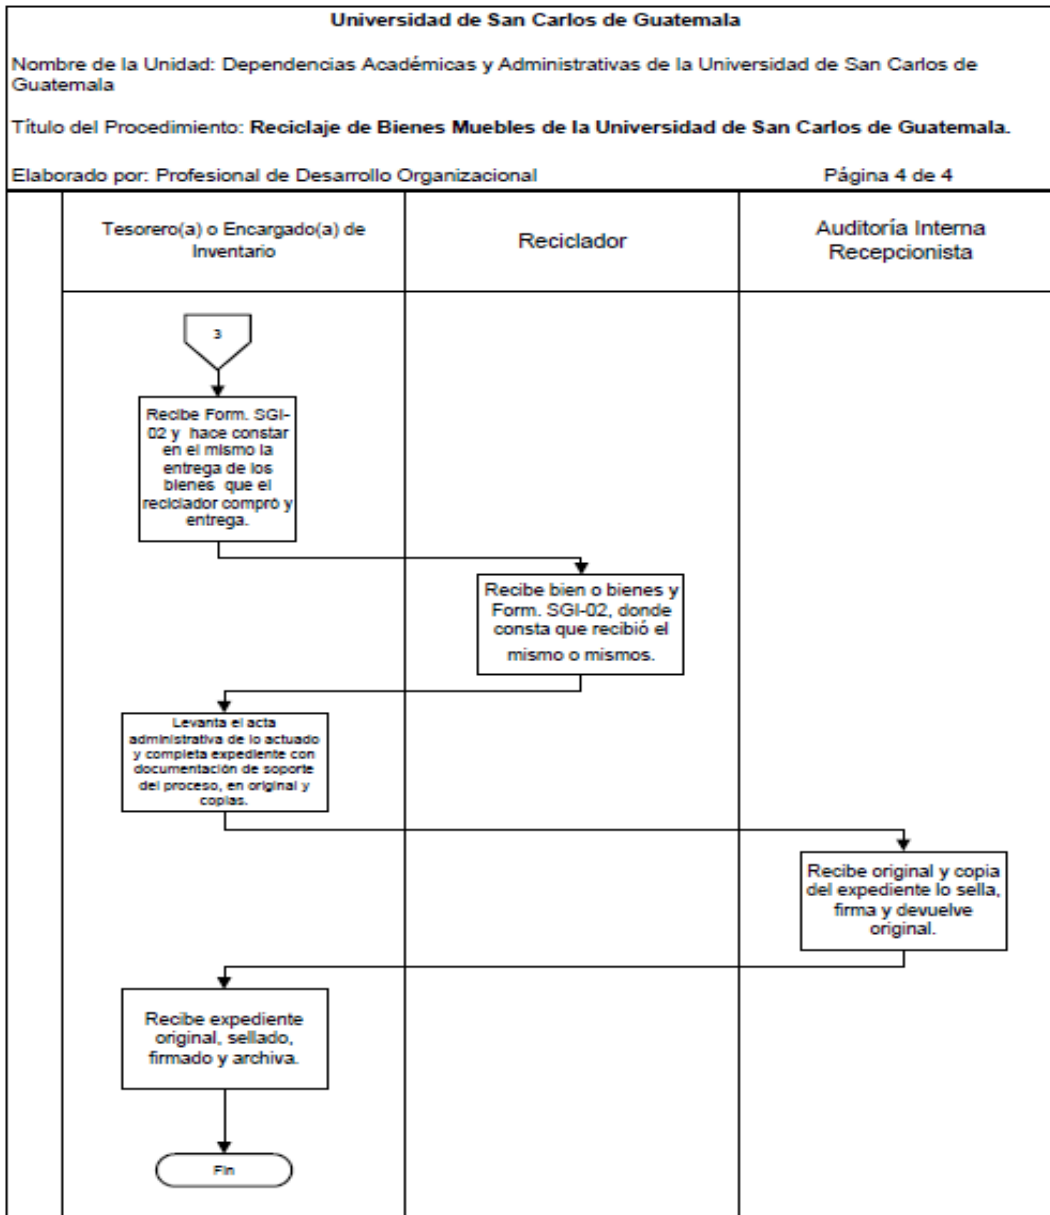 Universidad de San Carlos de Guatemala
Nombre de la Unidad: Dependencias Académicas y Administrativas de la Universidad de San Carlos de
Guatemala
Título del Procedimiento: Reciclaje de Bienes Muebles de la Universidad de San Carlos de Guatemala.
Elaborado por: Profesional de Desarrollo Organizacional
Página 4 de 4
Tesorero(a) o Encargado(a) de
Inventario
Reciclador
Auditoría Interna
Recepcionista
3
Recibe Form. SGI-
02 y hace constar
en el mismo la
entrega de los
bienes que el
reciclador compró y
entrega.
Recibe bien o bienes y
Form. SGI-02, donde
consta que recibió el
mismo o mismos.
Levanta el acta
administrativa de lo actuado
y completa expediente con
documentación de soporte
del proceso, en original y
copias.
Recibe original y copia
del expediente lo sella,
firma y devuelve
original.
Recibe expediente
original, sellado,
firmado y archiva.
Fin